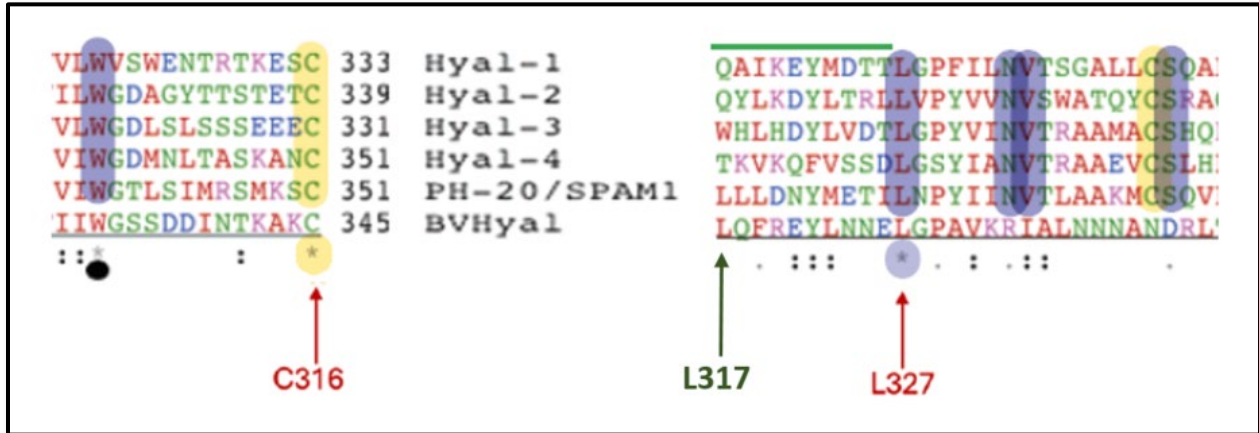 VLWVSWENTRTKESC 333 Hyal-1 QAIKEYMDTTLGPFILNVTSGALLCSQA
ILWGDAGYTTSTETC 339 Hyal-2 QYLKDYLTRLLVPYVVNVSWATQYCSRA
VLWGDLSLSSSEEEC 331 Hyal-3 WHLHDYLVDTLGPYVINVTRAAMACSHQ
VIWGDMNLTASKANC 351 Hyal-4 TKVKQFVSSDLGSYIANVTRAAEVCSLH
VIWGTLSIMRSMKSC 351 PH-20/SPAM1 LLLDNYMETILNPYIINVTLAAKMCSQV
IIWGSSDDINTKAKC 345 BVHyal LQFREYLNNELGPAVKRIALNNNANDRL
::* : * . ::: * . : .:: .
C316 L317 L327